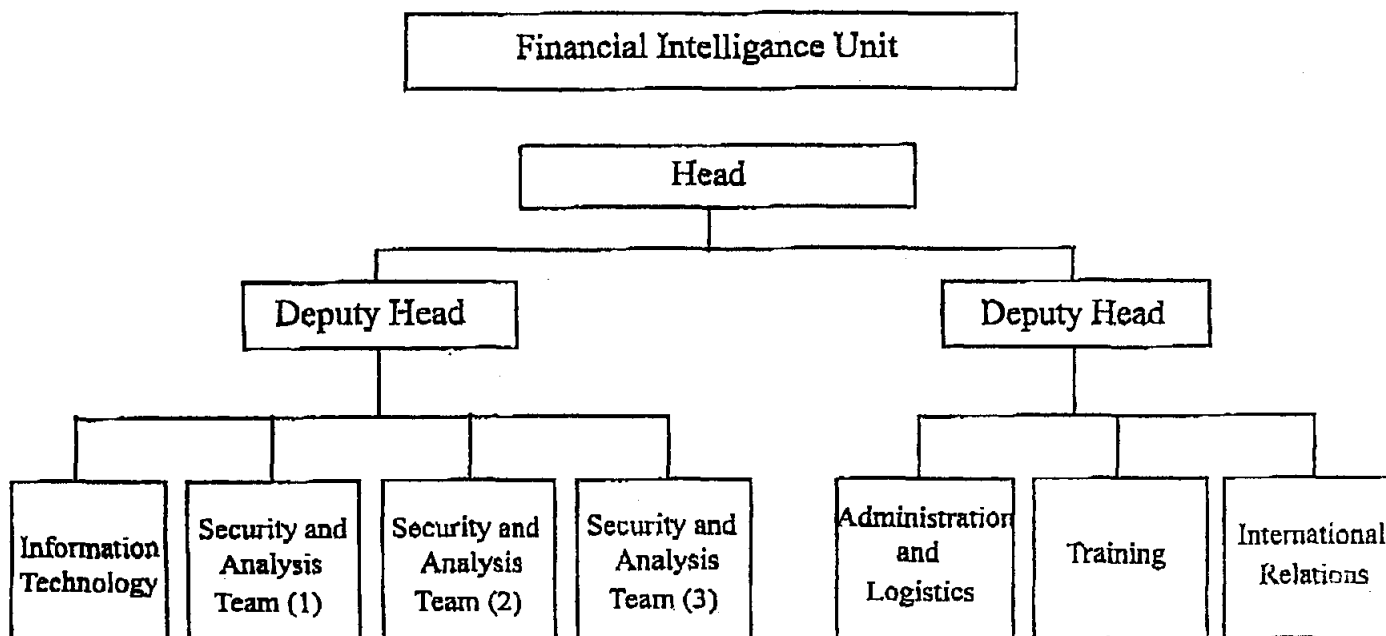 Financial Intelligance Unit
Head
Deputy Head
Deputy Head
Information
Technology
Security and
Analysis
Team (1)
Security and
Analysis
Team (2)
Security and
Analysis
Team (3)
Administration
and
Logistics
Training
International
Relations